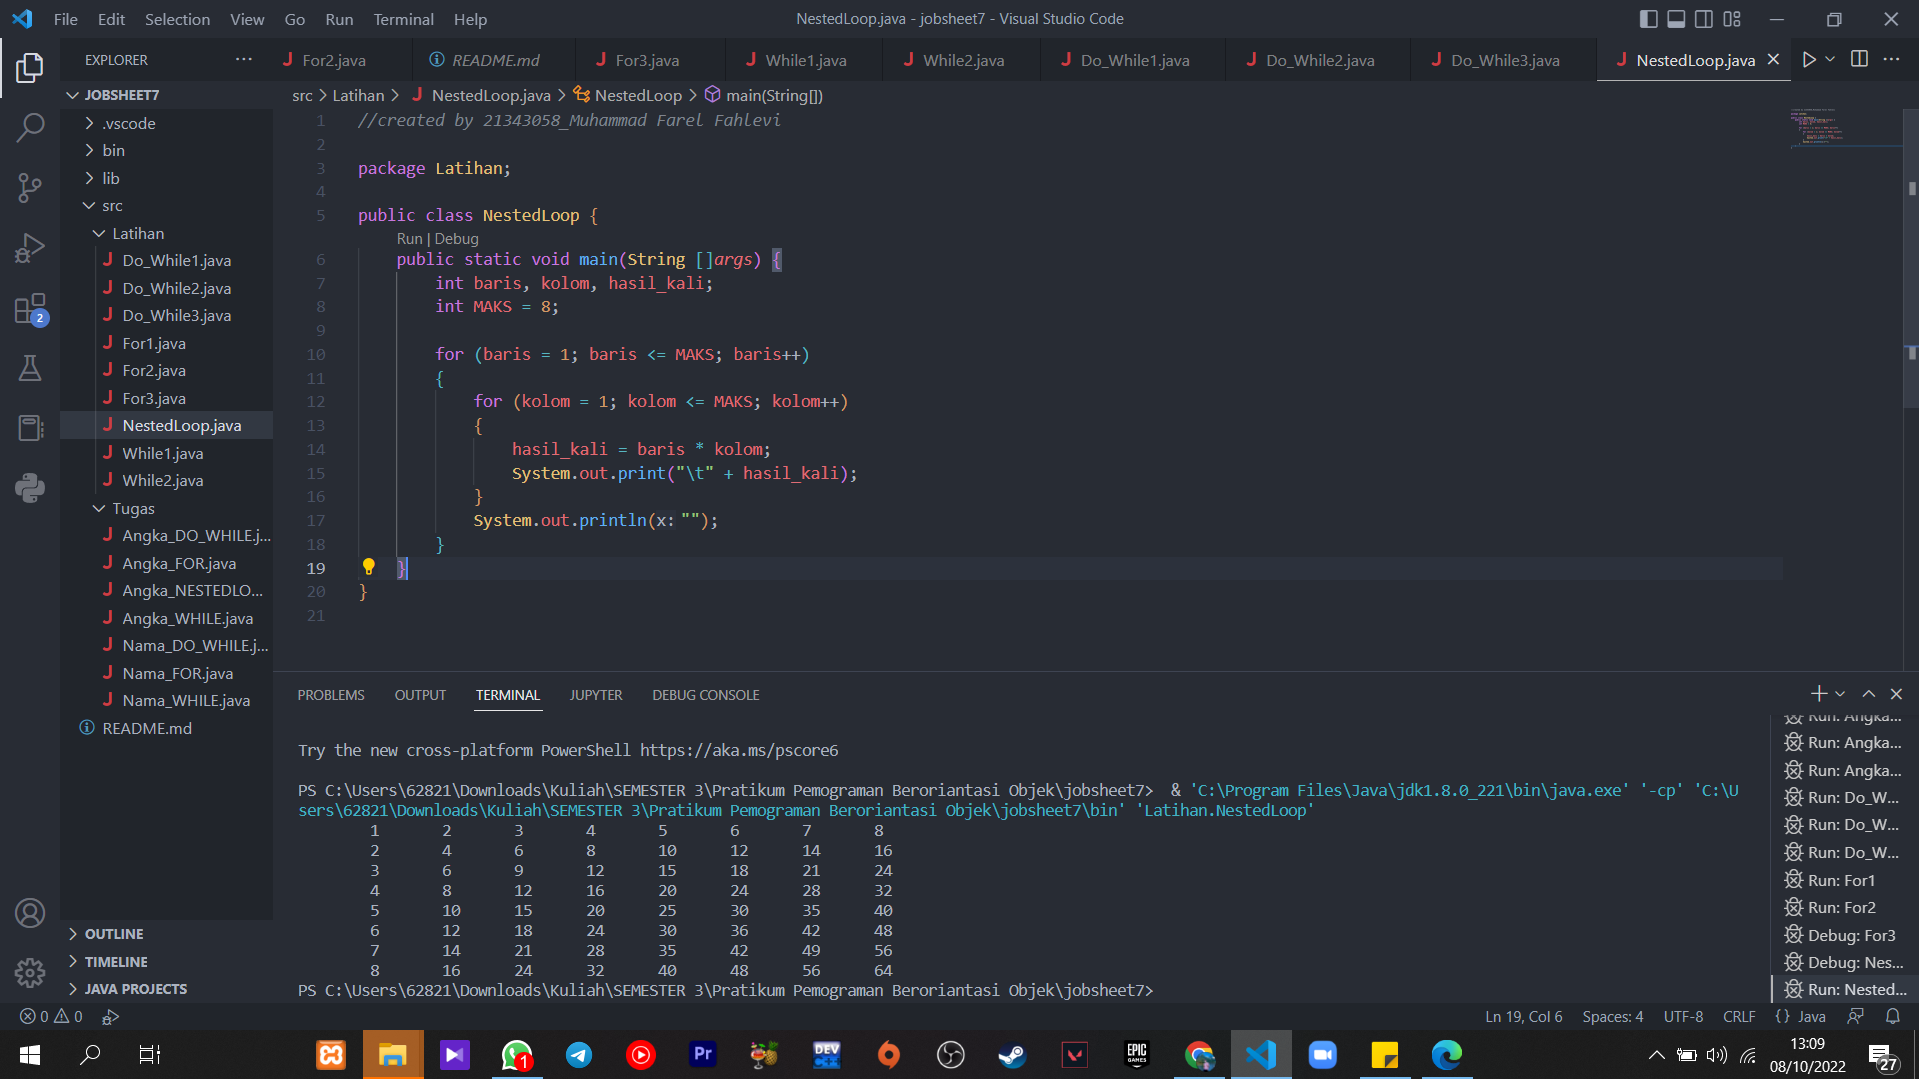 File Edit Selection View Go Run Terminal Help
NestedLoop.java - jobsheet7 - Visual Studio Code
EXPLORER
For2.java
README.md
For3.java
While1.java
While2.java
Do_While1.java
Do_While2.java
Do_While3.java
NestedLoop.java
JOBSHEET7
.vscode
bin
lib
src
Latihan
Do_While1.java
Do_While2.java
Do_While3.java
For1.java
For2.java
For3.java
NestedLoop.java
While1.java
While2.java
Tugas
Angka_DO_WHILE.j...
Angka_FOR.java
Angka_NESTEDLO...
Angka_WHILE.java
Nama_DO_WHILE.j...
Nama_FOR.java
Nama_WHILE.java
README.md
OUTLINE
TIMELINE
JAVA PROJECTS
2
src > Latihan > NestedLoop.java > NestedLoop > main(String[])
1 //created by 21343058_Muhammad Farel Fahlevi
2
3 package Latihan;
4
5 public class NestedLoop {
Run | Debug
6 public static void main(String []args) {
7 int baris, kolom, hasil_kali;
8 int MAKS = 8;
9
10 for (baris = 1; baris <= MAKS; baris++)
11 {
12 for (kolom = 1; kolom <= MAKS; kolom++)
13 {
14 hasil_kali = baris * kolom;
15 System.out.print("\t" + hasil_kali);
16 }
17 System.out.println(x: "");
18 }
19 }
20 }
21
PROBLEMS OUTPUT TERMINAL JUPYTER DEBUG CONSOLE
Try the new cross-platform PowerShell https://aka.ms/pscore6
PS C:\Users\62821\Downloads\Kuliah\SEMESTER 3\Pratikum Pemograman Beroriantasi Objek\jobsheet7> & 'C:\Program Files\Java\jdk1.8.0_221\bin\java.exe' '-cp' 'C:\U
sers\62821\Downloads\Kuliah\SEMESTER 3\Pratikum Pemograman Beroriantasi Objek\jobsheet7\bin' 'Latihan.NestedLoop'
1 2 3 4 5 6 7 8
2 4 6 8 10 12 14 16
3 6 9 12 15 18 21 24
4 8 12 16 20 24 28 32
5 10 15 20 25 30 35 40
6 12 18 24 30 36 42 48
7 14 21 28 35 42 49 56
8 16 24 32 40 48 56 64
PS C:\Users\62821\Downloads\Kuliah\SEMESTER 3\Pratikum Pemograman Beroriantasi Objek\jobsheet7>
Run: Angka...
Run: Angka...
Run: Angka...
Run: Do_W...
Run: Do_W...
Run: Do_W...
Run: For1
Run: For2
Debug: For3
Debug: Nes...
Run: Nested...
0 0
Ln 19, Col 6 Spaces: 4 UTF-8 CRLF {} Java
1
Pr
DEV C++
EPIC GAMES
13:09
08/10/2022
27